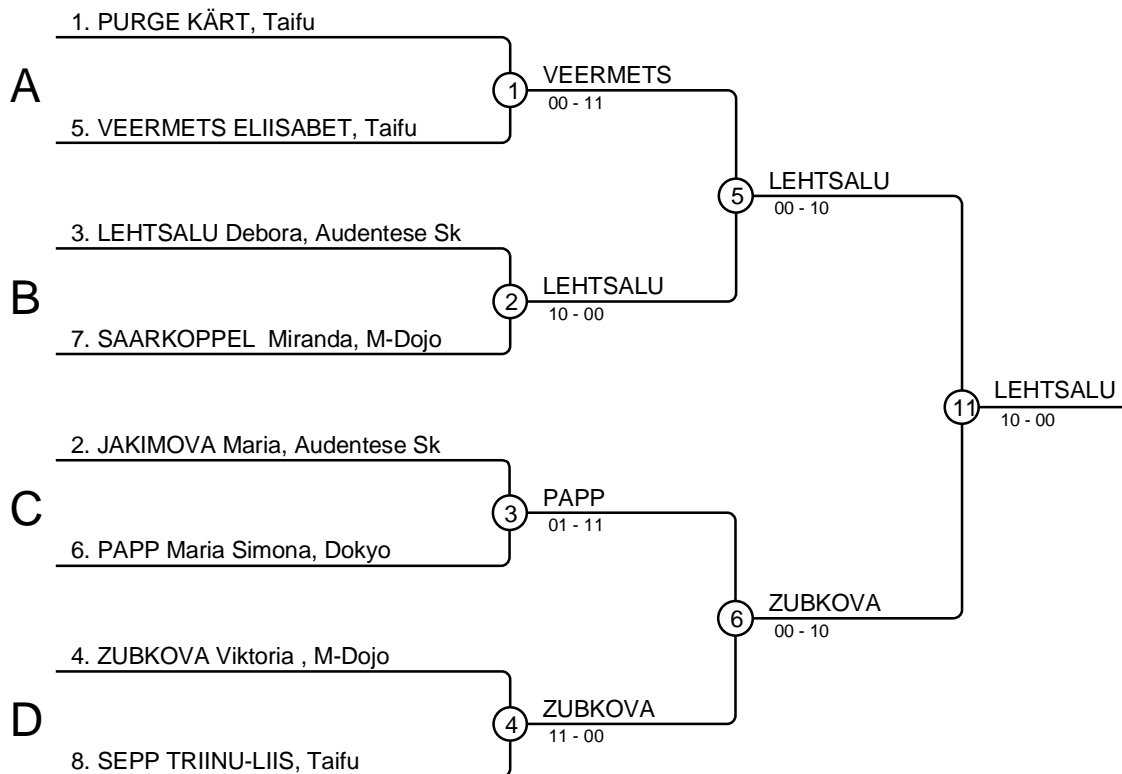 1. PURGE KÄRT, Taifu
A
1
VEERMETS
00 - 11
5. VEERMETS ELIISABET, Taifu
5
LEHTSALU
00 - 10
3. LEHTSALU Debora, Audentese Sk
B
2
LEHTSALU
10 - 00
7. SAARKOPPEL  Miranda, M-Dojo
11
LEHTSALU
10 - 00
2. JAKIMOVA Maria, Audentese Sk
C
3
PAPP
01 - 11
6. PAPP Maria Simona, Dokyo
6
ZUBKOVA
00 - 10
4. ZUBKOVA Viktoria , M-Dojo
D
4
ZUBKOVA
11 - 00
8. SEPP TRIINU-LIIS, Taifu